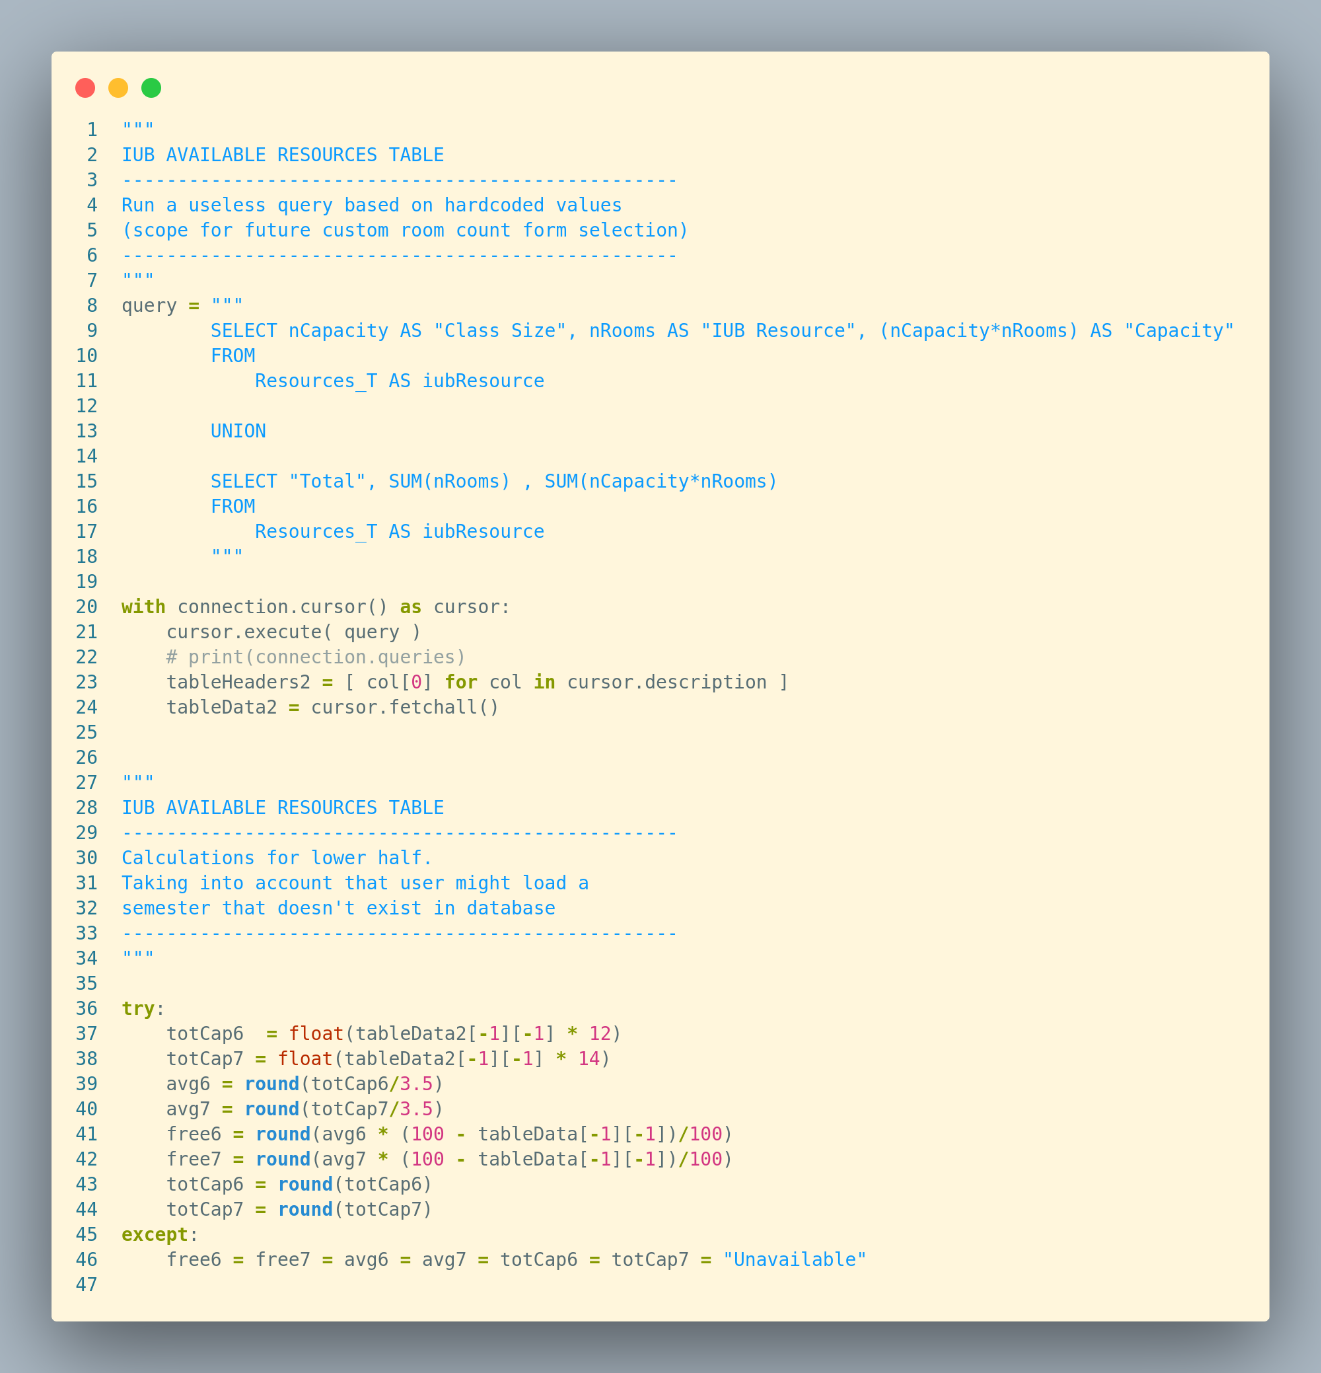 1 """
2 IUB AVAILABLE RESOURCES TABLE
3 --------------------------------------------------
4 Run a useless query based on hardcoded values
5 (scope for future custom room count form selection)
6 --------------------------------------------------
7 """
8 query = """
9         SELECT nCapacity AS "Class Size", nRooms AS "IUB Resource", (nCapacity*nRooms) AS "Capacity"
10         FROM
11             Resources_T AS iubResource
12
13         UNION
14
15         SELECT "Total", SUM(nRooms) , SUM(nCapacity*nRooms)
16         FROM
17             Resources_T AS iubResource
18         """
19
20 with connection.cursor() as cursor:
21     cursor.execute( query )
22     # print(connection.queries)
23     tableHeaders2 = [ col[0] for col in cursor.description ]
24     tableData2 = cursor.fetchall()
25
26
27 """
28 IUB AVAILABLE RESOURCES TABLE
29 --------------------------------------------------
30 Calculations for lower half.
31 Taking into account that user might load a
32 semester that doesn't exist in database
33 --------------------------------------------------
34 """
35
36 try:
37     totCap6  = float(tableData2[-1][-1] * 12)
38     totCap7 = float(tableData2[-1][-1] * 14)
39     avg6 = round(totCap6/3.5)
40     avg7 = round(totCap7/3.5)
41     free6 = round(avg6 * (100 - tableData[-1][-1])/100)
42     free7 = round(avg7 * (100 - tableData[-1][-1])/100)
43     totCap6 = round(totCap6)
44     totCap7 = round(totCap7)
45 except:
46     free6 = free7 = avg6 = avg7 = totCap6 = totCap7 = "Unavailable"
47